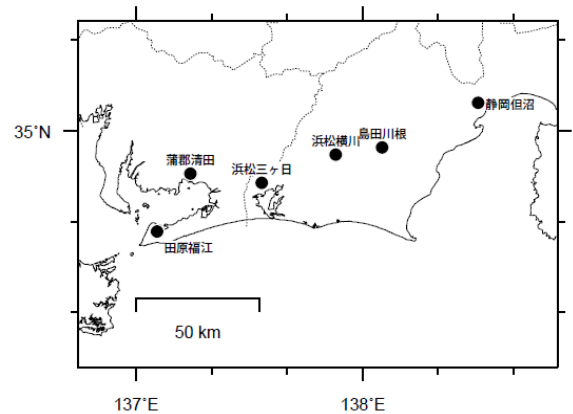 静岡但沼
35°N
島田川根
浜松横川
蒲郡清田
浜松三ヶ日
田原福江
50 km
137°E
138°E